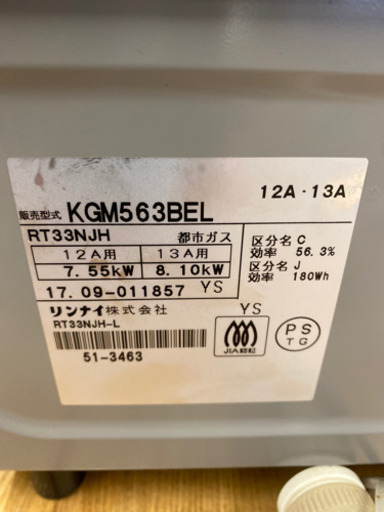 販売型式 KGM563BEL 12A・13A
RT33NJH 都市ガス
12A用 13A用
7.55kW 8.10kW
区分名 C
効率 56.3%
区分名 J
効率 180Wh
17.09-011857 YS
リンナイ株式会社
RT33NJH-L
51-3463
YS
JIA
PS
TG